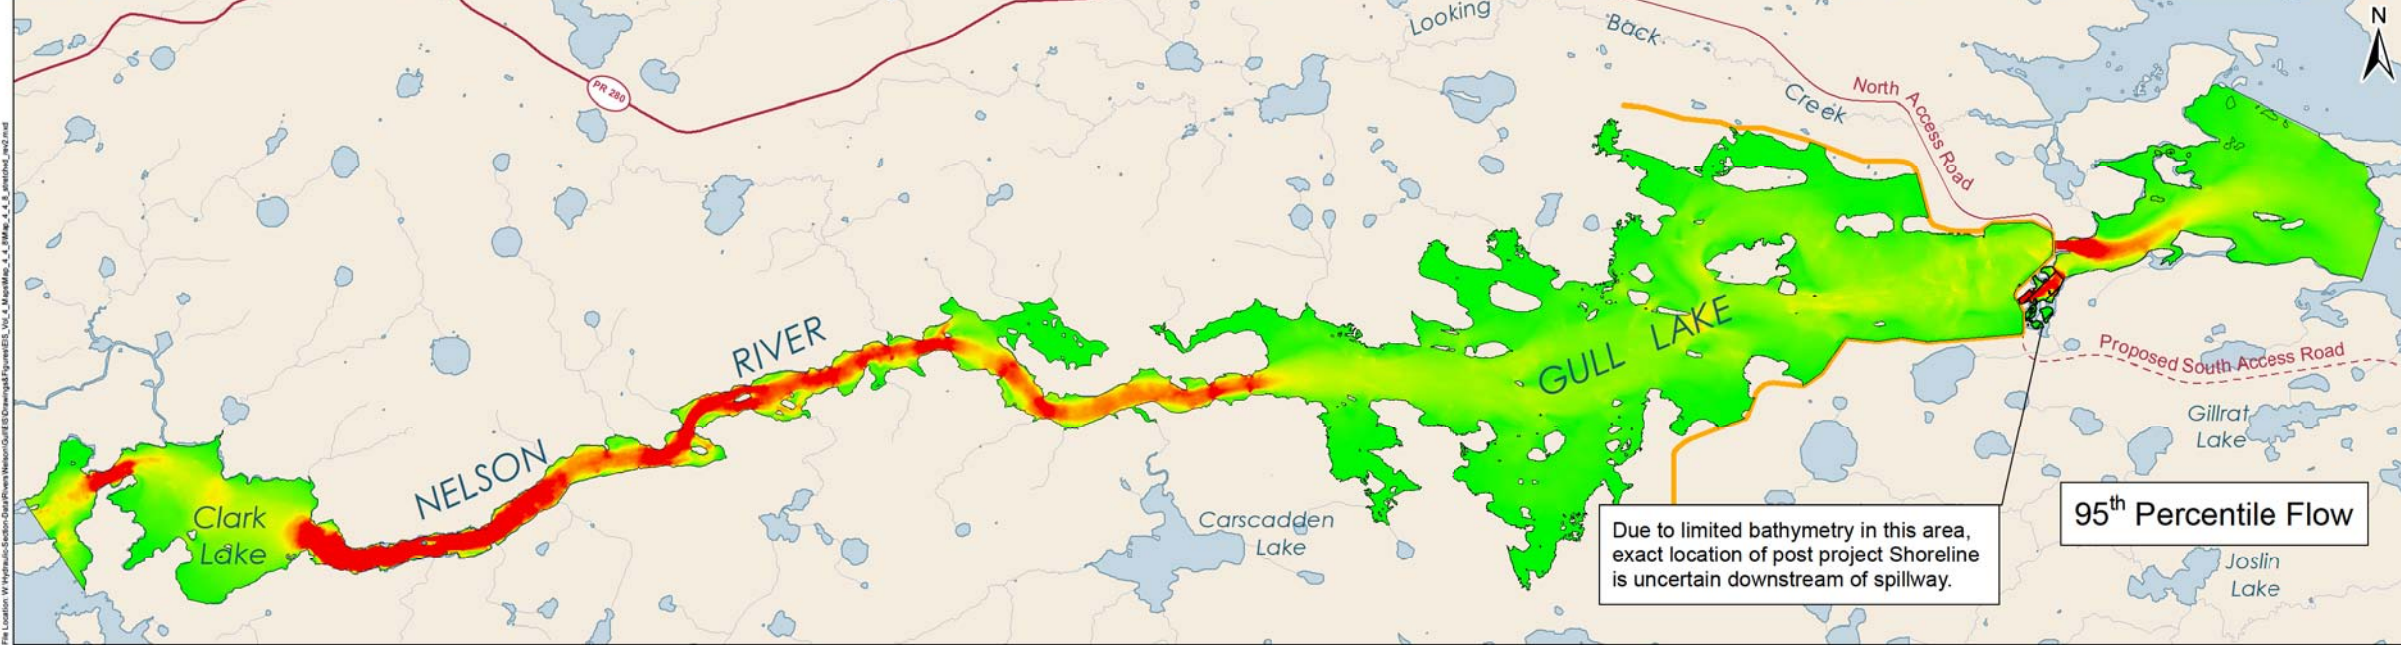 Looking
Back
Creek
N
PR 280
North Access Road
RIVER
NELSON
GULL LAKE
Clark
Lake
Carscadden
Lake
Proposed South Access Road
Gillrat
Lake
95th Percentile Flow
Due to limited bathymetry in this area,
exact location of post project Shoreline
is uncertain downstream of spillway.
Joslin
Lake